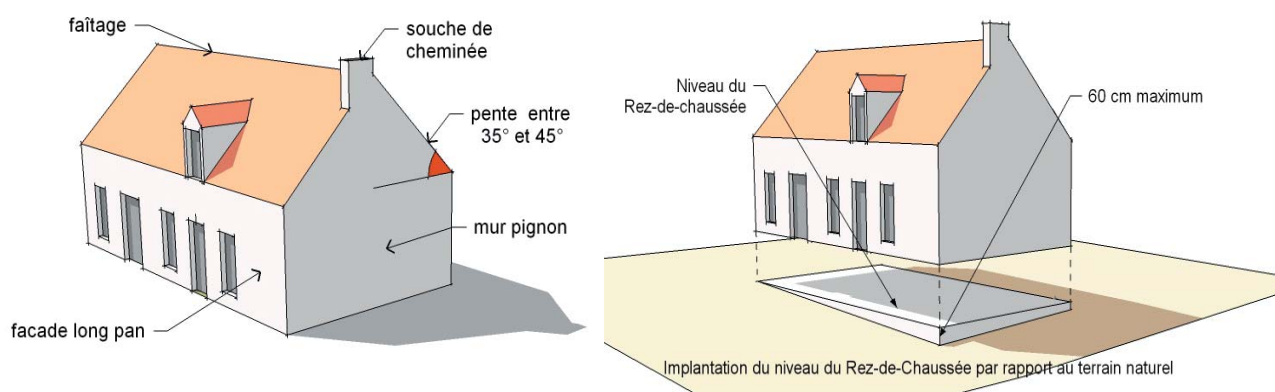 faîtage
souche de
cheminée
pente entre
35° et 45°
mur pignon
facade long pan
Niveau du
Rez-de-chaussée
60 cm maximum
Implantation du niveau du Rez-de-Chaussée par rapport au terrain naturel